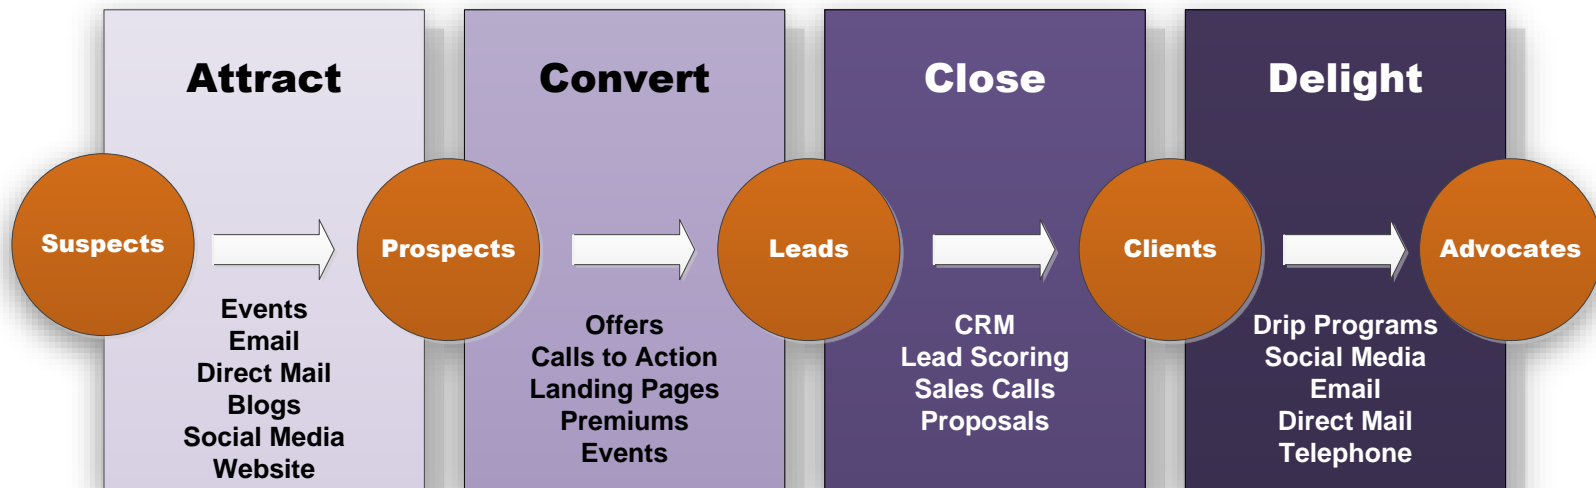 Attract
Convert
Close
Delight
Suspects
Prospects
Leads
Clients
Advocates
Events
Email
Direct Mail
Blogs
Social Media
Website
Offers
Calls to Action
Landing Pages
Premiums
Events
CRM
Lead Scoring
Sales Calls
Proposals
Drip Programs
Social Media
Email
Direct Mail
Telephone